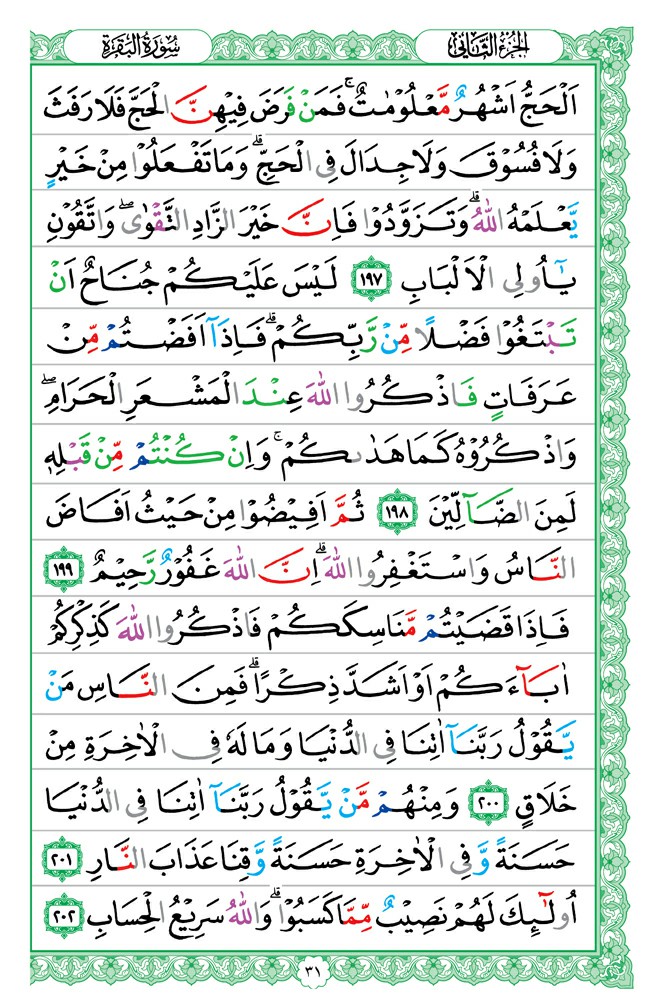 الجزء الثاني
سورة البقرة
اَلْحَجُّ اَشْهُرٌ مَّعْلُوْمٰتٌ ۚ فَمَنْ فَرَضَ فِيْهِنَّ الْحَجَّ فَلَا رَفَثَ
وَلَا فُسُوْقَ وَلَا جِدَالَ فِى الْحَجِّ ؕ وَمَا تَفْعَلُوْا مِنْ خَيْرٍ
يَّعْلَمْهُ اللّٰهُ ؕ وَتَزَوَّدُوْا فَاِنَّ خَيْرَ الزَّادِ التَّقْوٰى ۖ وَاتَّقُوْنِ
يٰٓاُولِى الْاَلْبَابِ ١٩٧ لَيْسَ عَلَيْكُمْ جُنَاحٌ اَنْ
تَبْتَغُوْا فَضْلًا مِّنْ رَّبِّكُمْ ؕ فَاِذَآ اَفَضْتُمْ مِّنْ
عَرَفَاتٍ فَاذْكُرُوا اللّٰهَ عِنْدَ الْمَشْعَرِ الْحَرَامِ ۖ
وَاذْكُرُوْهُ كَمَا هَدٰىكُمْ ۚ وَاِنْ كُنْتُمْ مِّنْ قَبْلِهٖ
لَمِنَ الضَّآلِّيْنَ ١٩٨ ثُمَّ اَفِيْضُوْا مِنْ حَيْثُ اَفَاضَ
النَّاسُ وَاسْتَغْفِرُوا اللّٰهَ ؕ اِنَّ اللّٰهَ غَفُوْرٌ رَّحِيْمٌ ١٩٩
فَاِذَا قَضَيْتُمْ مَّنَاسِكَكُمْ فَاذْكُرُوا اللّٰهَ كَذِكْرِكُمْ
اٰبَآءَكُمْ اَوْ اَشَدَّ ذِكْرًا ؕ فَمِنَ النَّاسِ مَنْ
يَّقُوْلُ رَبَّنَآ اٰتِنَا فِى الدُّنْيَا وَمَا لَهٗ فِى الْاٰخِرَةِ مِنْ
خَلَاقٍ ٢٠٠ وَمِنْهُمْ مَّنْ يَّقُوْلُ رَبَّنَآ اٰتِنَا فِى الدُّنْيَا
حَسَنَةً وَّفِى الْاٰخِرَةِ حَسَنَةً وَّقِنَا عَذَابَ النَّارِ ٢٠١
اُولٰٓئِكَ لَهُمْ نَصِيْبٌ مِّمَّا كَسَبُوْا ؕ وَاللّٰهُ سَرِيْعُ الْحِسَابِ ٢٠٢
٣١